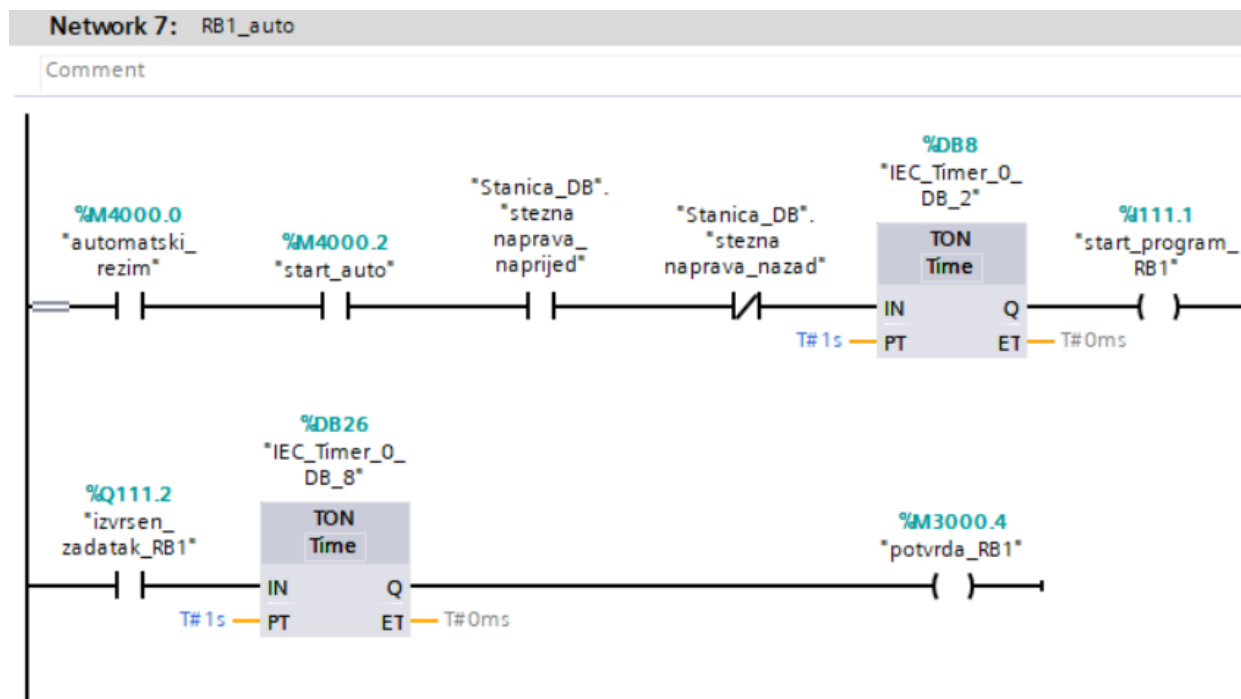 Network 7: RB1_auto
Comment
%M4000.0
"automatski_
rezim"
%M4000.2
"start_auto"
"Stanica_DB".
"stezna
naprava_
naprijed"
"Stanica_DB".
"stezna
naprava_nazad"
%DB8
"IEC_Timer_0_
DB_2"
TON
Time
IN
Q
T#1s
PT
ET
T#0ms
%I111.1
"start_program_
RB1"
%Q111.2
"izvrsen_
zadatak_RB1"
%DB26
"IEC_Timer_0_
DB_8"
TON
Time
IN
Q
T#1s
PT
ET
T#0ms
%M3000.4
"potvrda_RB1"